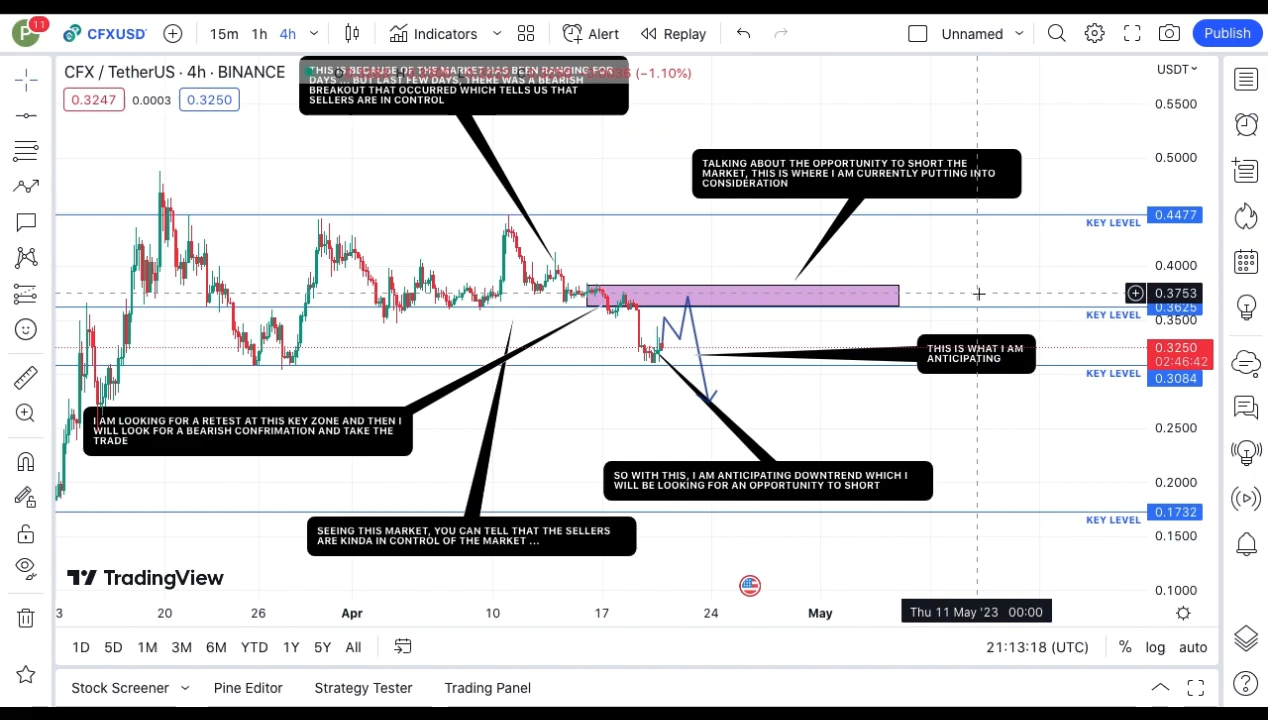 P
11
CFXUSD
15m 1h 4h
Indicators
Alert
Replay
Unnamed
Publish
CFX / TetherUS · 4h · BINANCE
(−1.10%)
0.3247
0.0003
0.3250
USDT
THIS IS BECAUSE OF THE MARKET HAS BEEN RANGING FOR
DAYS ... BUT LAST FEW DAYS, THERE WAS A BEARISH
BREAKOUT THAT OCCURRED WHICH TELLS US THAT
SELLERS ARE IN CONTROL
TALKING ABOUT THE OPPORTUNITY TO SHORT THE
MARKET, THIS IS WHERE I AM CURRENTLY PUTTING INTO
CONSIDERATION
0.5000
KEY LEVEL
0.4477
0.4000
0.3753
0.3625
KEY LEVEL
0.3500
THIS IS WHAT I AM
ANTICIPATING
0.3250
02:46:42
KEY LEVEL
0.3084
I AM LOOKING FOR A RETEST AT THIS KEY ZONE AND THEN I
WILL LOOK FOR A BEARISH CONFRIMATION AND TAKE THE
TRADE
0.2500
SO WITH THIS, I AM ANTICIPATING DOWNTREND WHICH I
WILL BE LOOKING FOR AN OPPORTUNITY TO SHORT
0.2000
KEY LEVEL
0.1732
SEEING THIS MARKET, YOU CAN TELL THAT THE SELLERS
ARE KINDA IN CONTROL OF THE MARKET ...
0.1500
TradingView
0.1000
3 20 26 Apr 10 17 24 May
Thu 11 May '23 00:00
1D 5D 1M 3M 6M YTD 1Y 5Y All
21:13:18 (UTC)
% log auto
Stock Screener
Pine Editor
Strategy Tester
Trading Panel